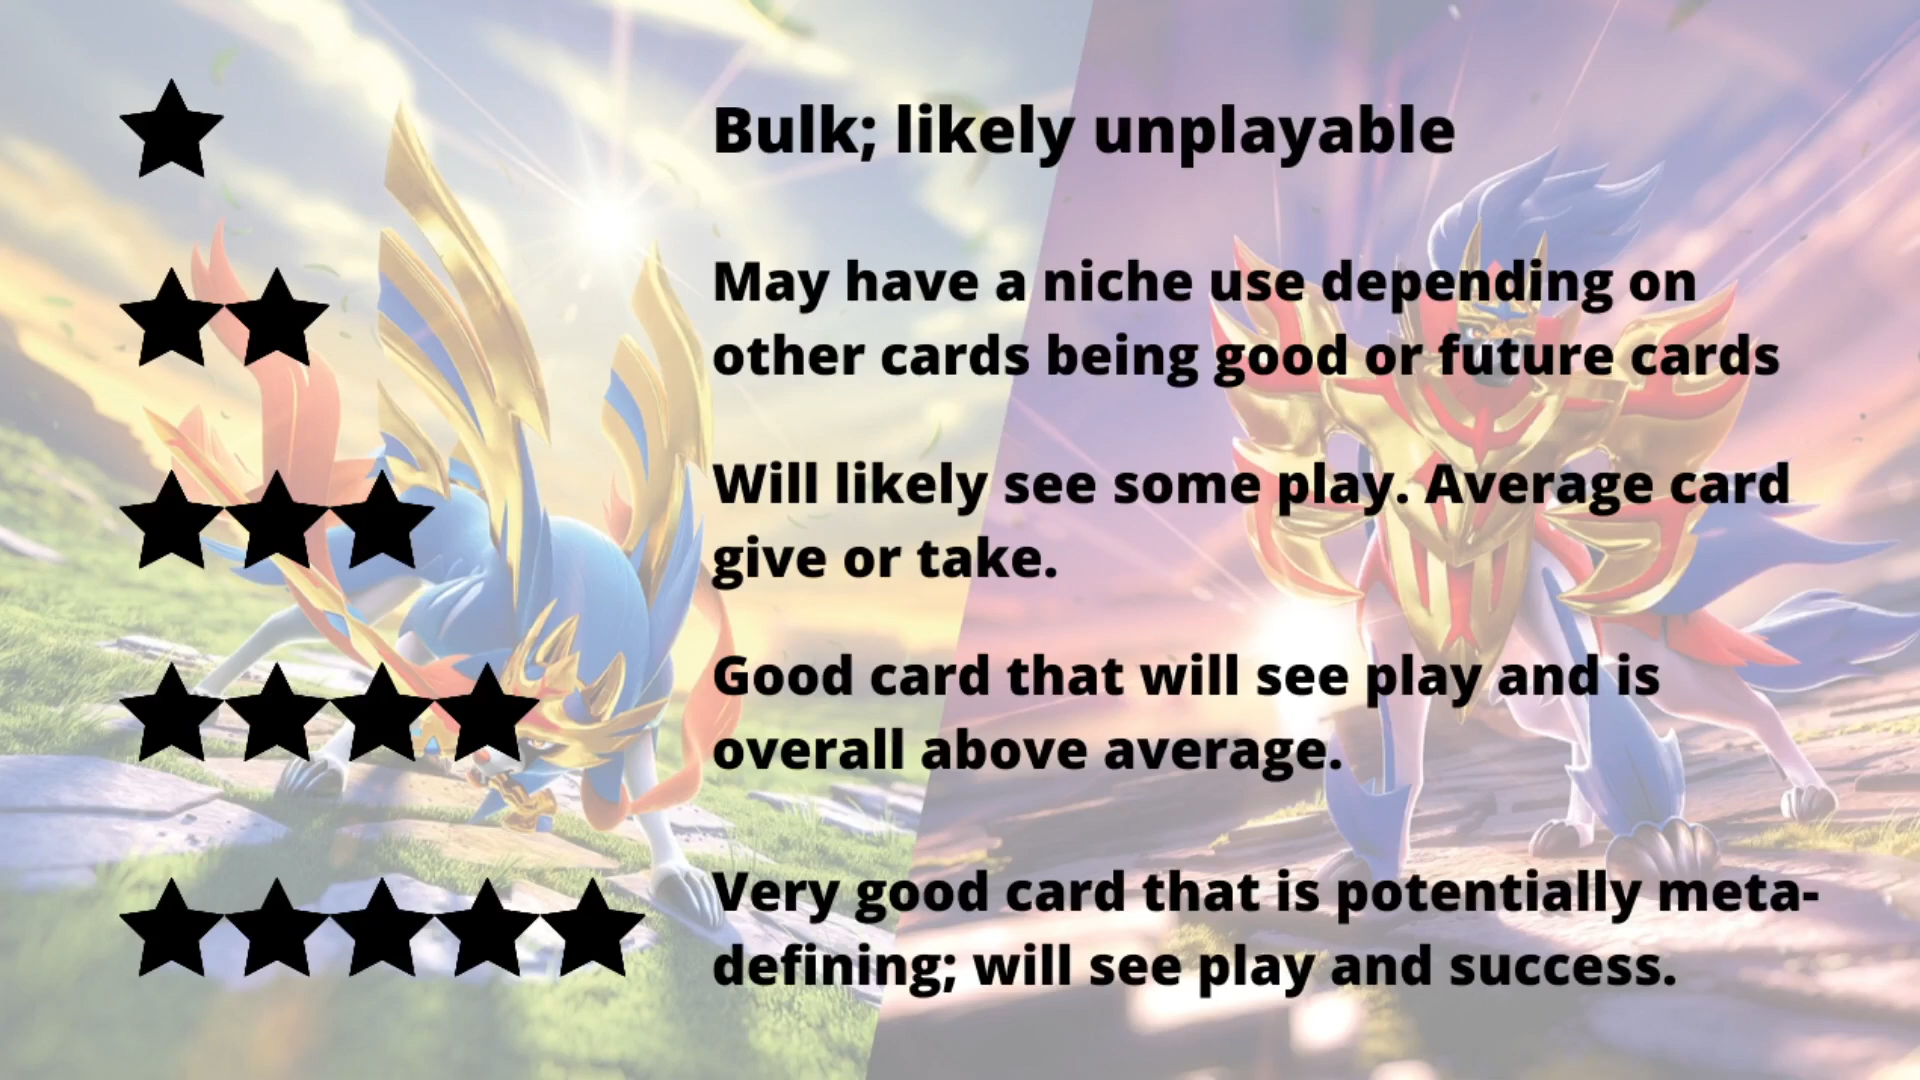 Bulk; likely unplayable
May have a niche use depending on
other cards being good or future cards
Will likely see some play. Average card
give or take.
Good card that will see play and is
overall above average.
Very good card that is potentially meta-
defining; will see play and success.